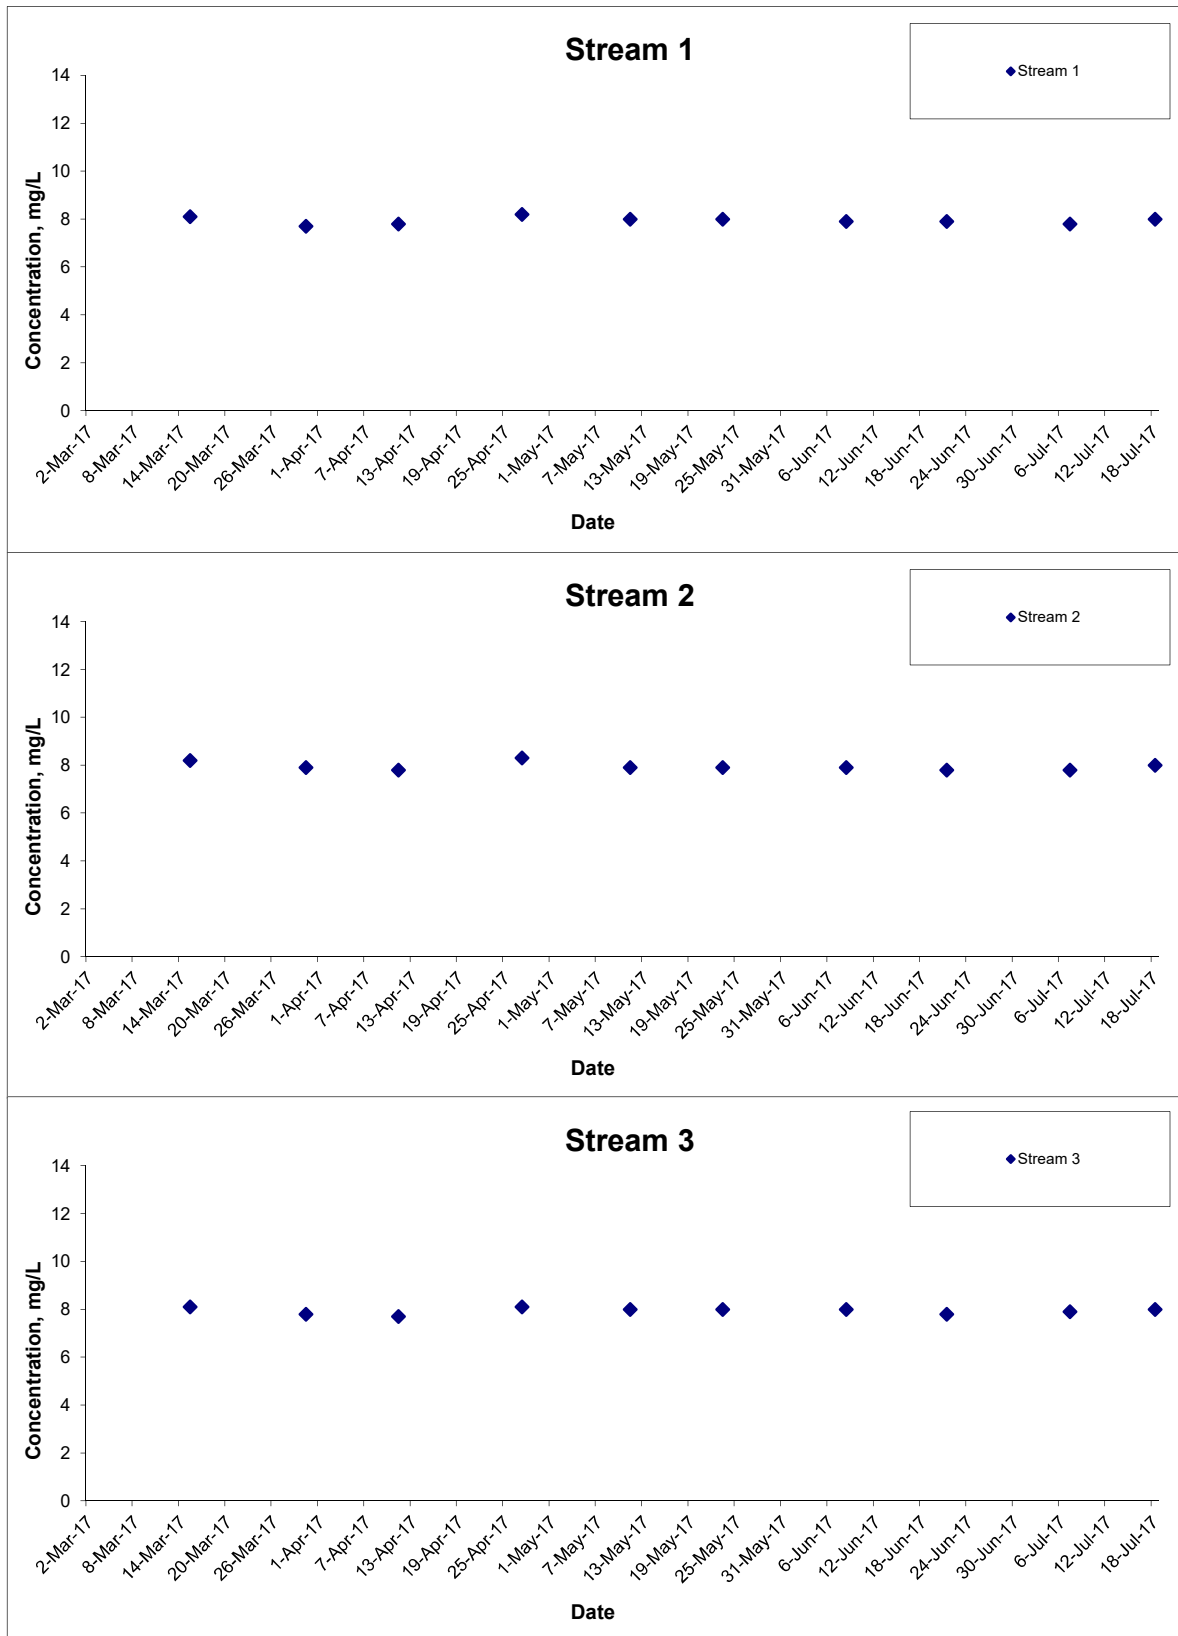 Stream 1
Stream 1
14
12
10
8
6
4
2
0
Concentration, mg/L
2-Mar-17
8-Mar-17
14-Mar-17
20-Mar-17
26-Mar-17
1-Apr-17
7-Apr-17
13-Apr-17
19-Apr-17
25-Apr-17
1-May-17
7-May-17
13-May-17
19-May-17
25-May-17
31-May-17
6-Jun-17
12-Jun-17
18-Jun-17
24-Jun-17
30-Jun-17
6-Jul-17
12-Jul-17
18-Jul-17
Date
Stream 2
Stream 2
14
12
10
8
6
4
2
0
Concentration, mg/L
2-Mar-17
8-Mar-17
14-Mar-17
20-Mar-17
26-Mar-17
1-Apr-17
7-Apr-17
13-Apr-17
19-Apr-17
25-Apr-17
1-May-17
7-May-17
13-May-17
19-May-17
25-May-17
31-May-17
6-Jun-17
12-Jun-17
18-Jun-17
24-Jun-17
30-Jun-17
6-Jul-17
12-Jul-17
18-Jul-17
Date
Stream 3
Stream 3
14
12
10
8
6
4
2
0
Concentration, mg/L
2-Mar-17
8-Mar-17
14-Mar-17
20-Mar-17
26-Mar-17
1-Apr-17
7-Apr-17
13-Apr-17
19-Apr-17
25-Apr-17
1-May-17
7-May-17
13-May-17
19-May-17
25-May-17
31-May-17
6-Jun-17
12-Jun-17
18-Jun-17
24-Jun-17
30-Jun-17
6-Jul-17
12-Jul-17
18-Jul-17
Date